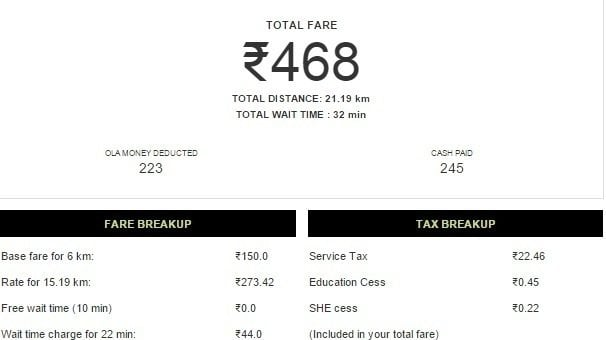 TOTAL FARE
₹468
TOTAL DISTANCE: 21.19 km
TOTAL WAIT TIME : 32 min
OLA MONEY DEDUCTED CASH PAID
223 245
FARE BREAKUP TAX BREAKUP
Base fare for 6 km: ₹150.0 Service Tax ₹22.46
Rate for 15.19 km: ₹273.42 Education Cess ₹0.45
Free wait time (10 min) ₹0.0 SHE cess ₹0.22
Wait time charge for 22 min: ₹44.0 (Included in your total fare)